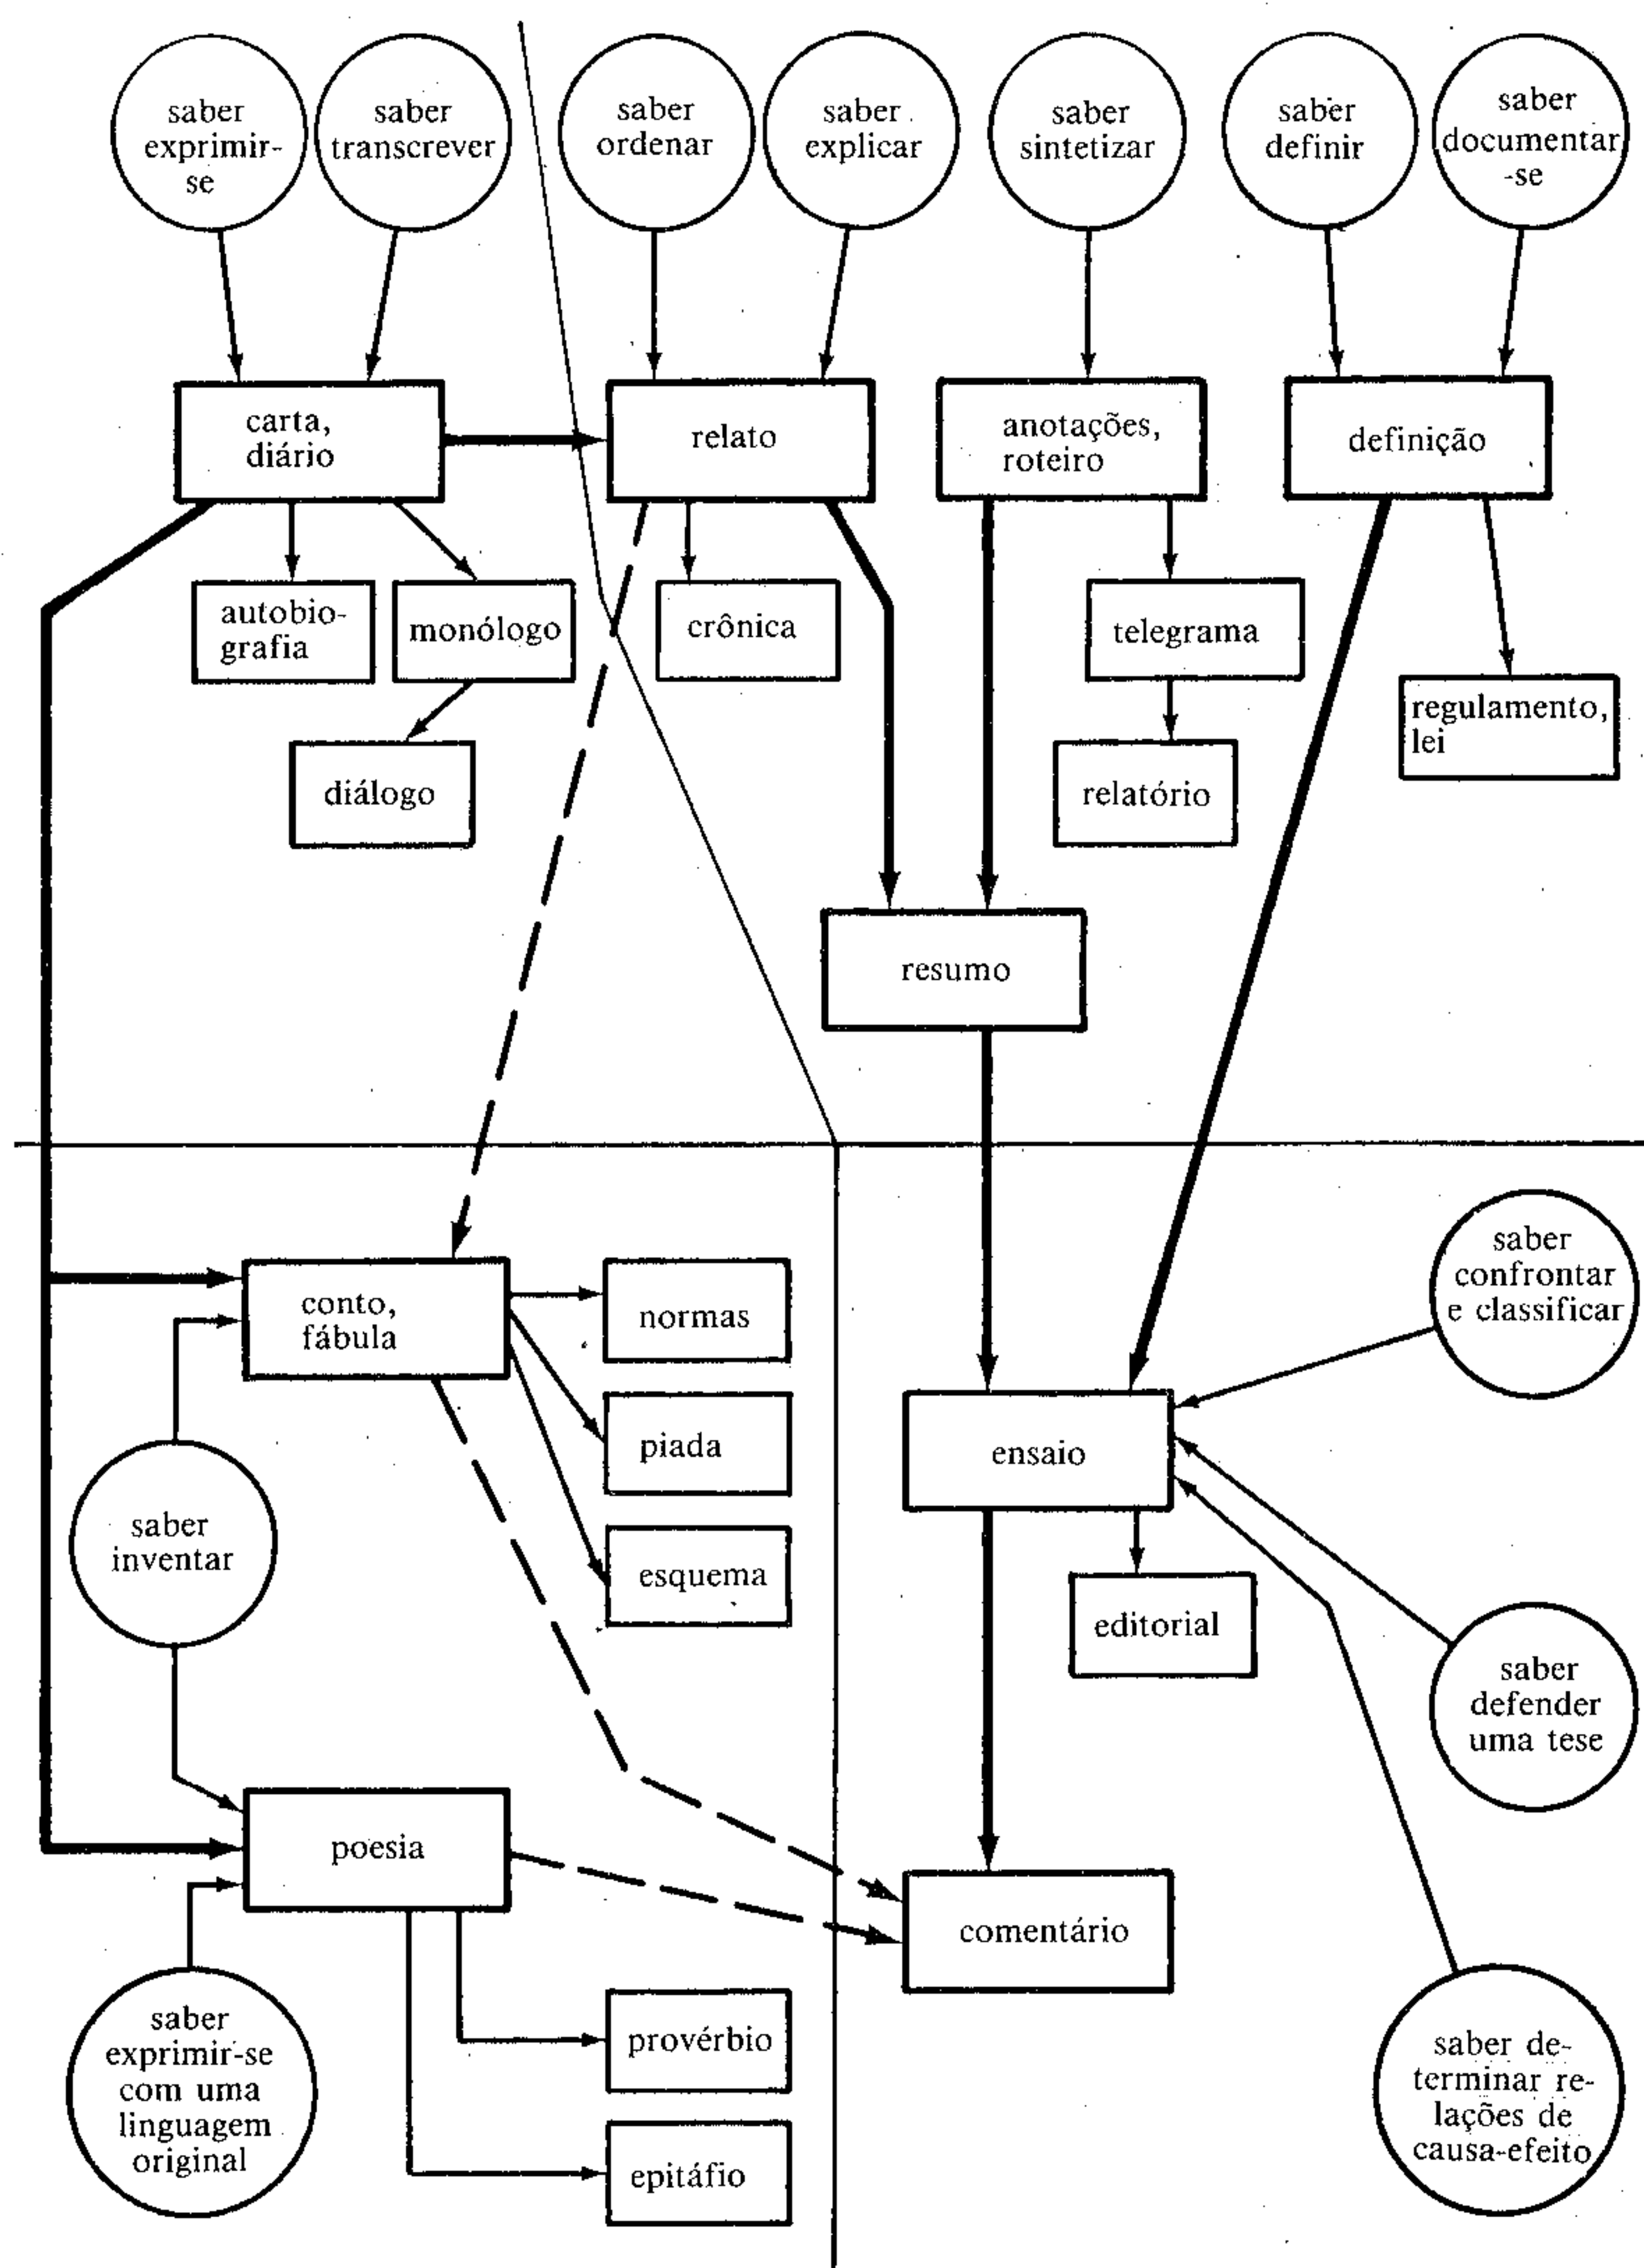 saber
exprimir-
se
saber
transcrever
saber
ordenar
saber
explicar
saber
sintetizar
saber
definir
saber
documentar
-se
carta,
diário
relato
anotações,
roteiro
definição
autobio-
grafia
monólogo
crônica
telegrama
regulamento,
lei
diálogo
relatório
resumo
saber
confrontar
e classificar
conto,
fábula
normas
piada
ensaio
saber
inventar
esquema
editorial
saber
defender
uma tese
poesia
comentário
saber
exprimir-se
com uma
linguagem
original
provérbio
epitáfio
saber de-
terminar re-
lações de
causa-efeito